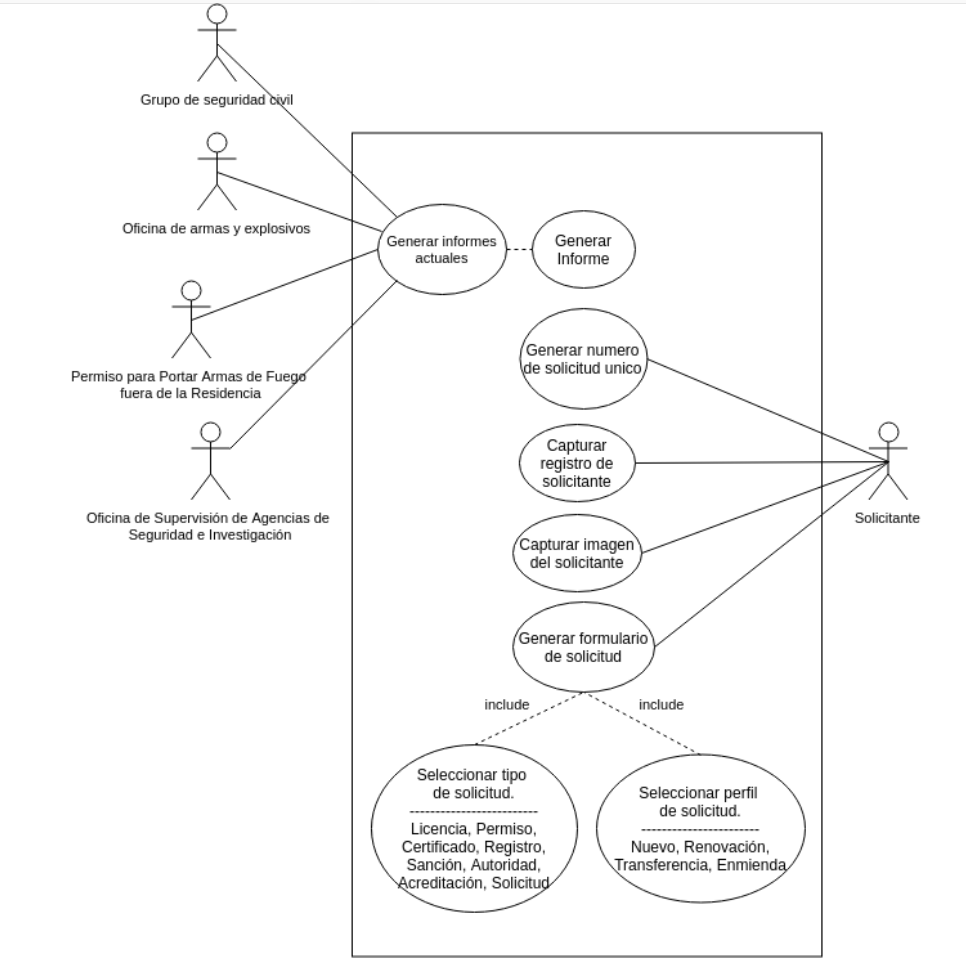 Grupo de seguridad civil
Oficina de armas y explosivos
Generar informes
actuales
Generar
Informe
Permiso para Portar Armas de Fuego
fuera de la Residencia
Generar numero
de solicitud unico
Capturar
registro de
solicitante
Oficina de Supervisión de Agencias de
Seguridad e Investigación
Solicitante
Capturar imagen
del solicitante
Generar formulario
de solicitud
include
include
Seleccionar tipo
de solicitud.
-------------------------
Licencia, Permiso,
Certificado, Registro,
Sanción, Autoridad,
Acreditación, Solicitud
Seleccionar perfil
de solicitud.
-----------------------
Nuevo, Renovación,
Transferencia, Enmienda